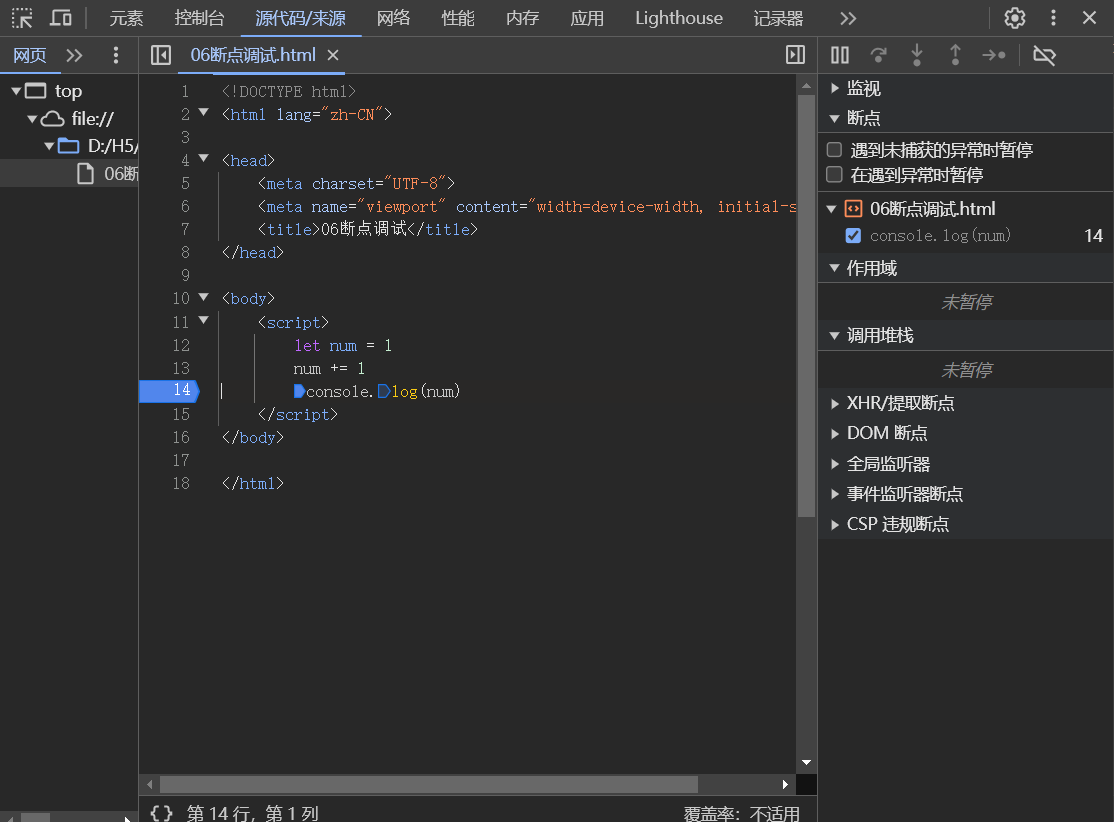 元素 控制台 源代码/来源 网络 性能 内存 应用 Lighthouse 记录器
网页
06断点调试.html
top
file://
D:/H5/
06断
1 <!DOCTYPE html>
2 <html lang="zh-CN">
3
4 <head>
5 <meta charset="UTF-8">
6 <meta name="viewport" content="width=device-width, initial-s
7 <title>06断点调试</title>
8 </head>
9
10 <body>
11 <script>
12 let num = 1
13 num += 1
14 console.log(num)
15 </script>
16 </body>
17
18 </html>
{} 第 14 行，第 1 列
覆盖率：不适用
监视
断点
遇到未捕获的异常时暂停
在遇到异常时暂停
06断点调试.html
console.log(num) 14
作用域
未暂停
调用堆栈
未暂停
XHR/提取断点
DOM 断点
全局监听器
事件监听器断点
CSP 违规断点